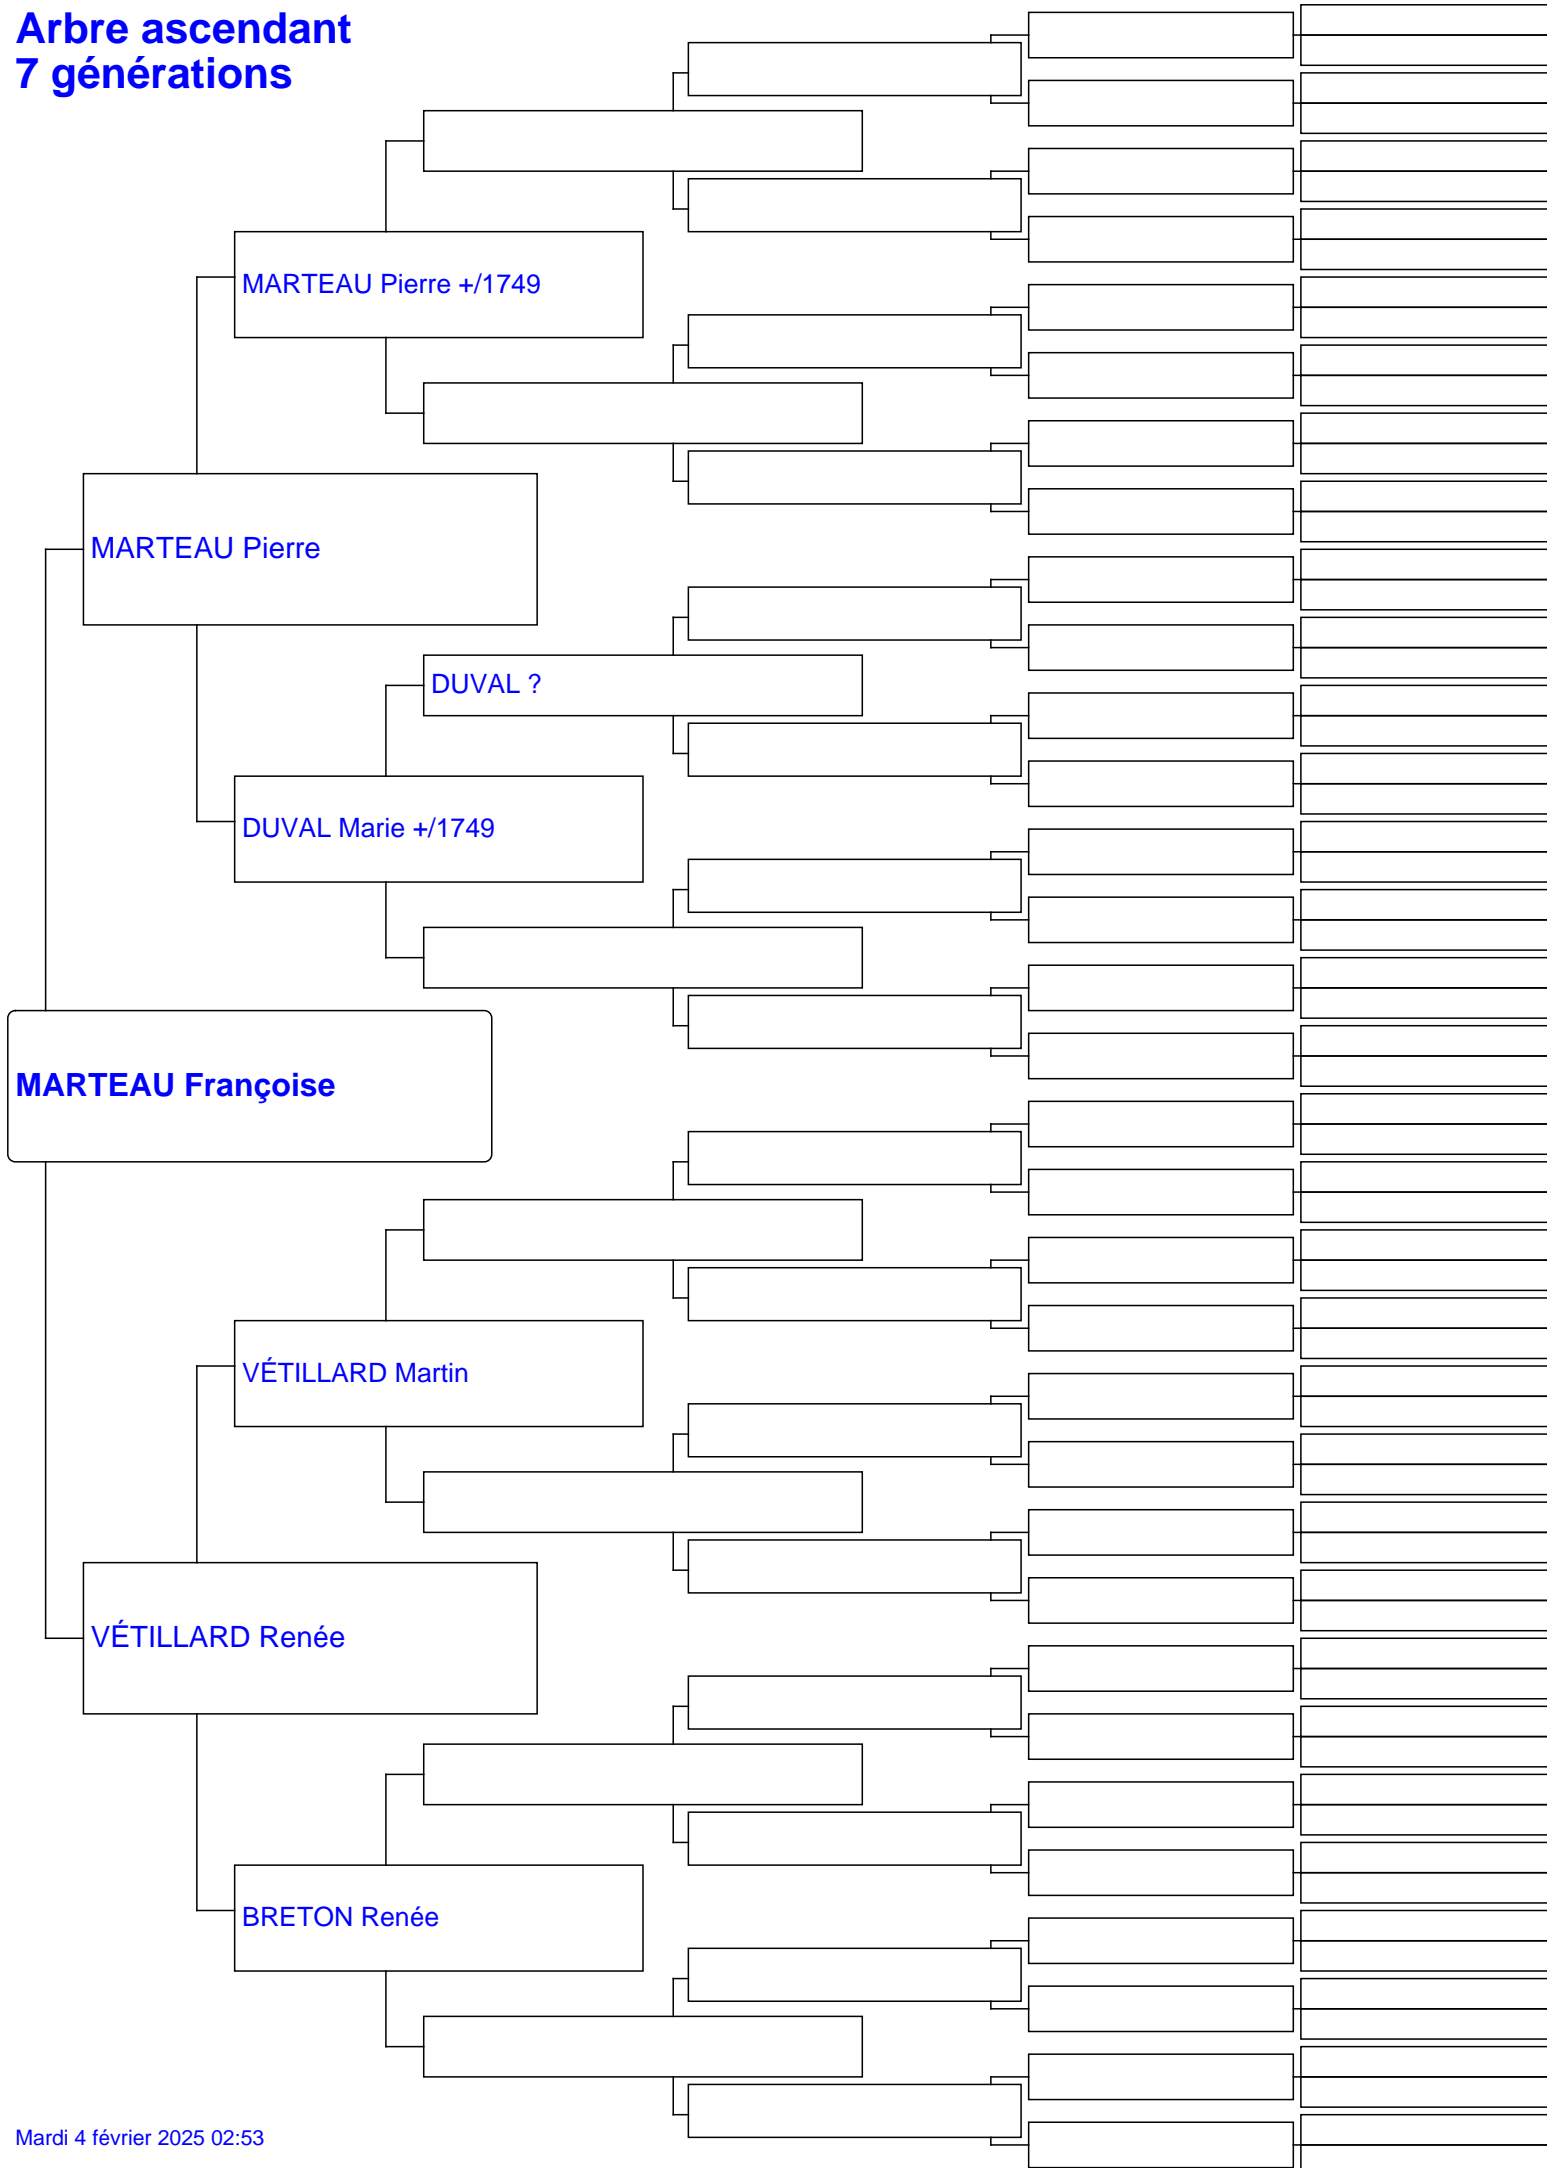 Arbre ascendant
7 générations
MARTEAU Pierre +/1749
MARTEAU Pierre
DUVAL ?
DUVAL Marie +/1749
MARTEAU Françoise
VÉTILLARD Martin
VÉTILLARD Renée
BRETON Renée
Mardi 4 février 2025 02:53